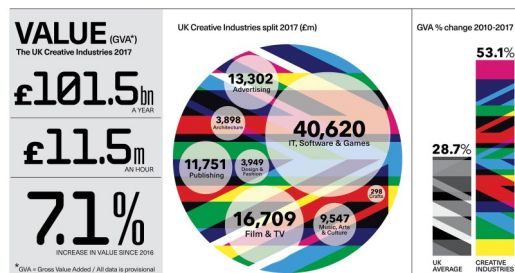 VALUE (GVA*)
The UK Creative Industries 2017
£101.5bn
A YEAR
£11.5m
AN HOUR
7.1%
INCREASE IN VALUE SINCE 2016
*GVA = Gross Value Added / All data is provisional
UK Creative Industries split 2017 (£m)
13,302
Advertising
3,898
Architecture
40,620
IT, Software & Games
11,751
Publishing
3,949
Design &
Fashion
298
Crafts
16,709
Film & TV
9,547
Music, Arts
& Culture
GVA % change 2010-2017
53.1%
28.7%
UK
AVERAGE
CREATIVE
INDUSTRIES